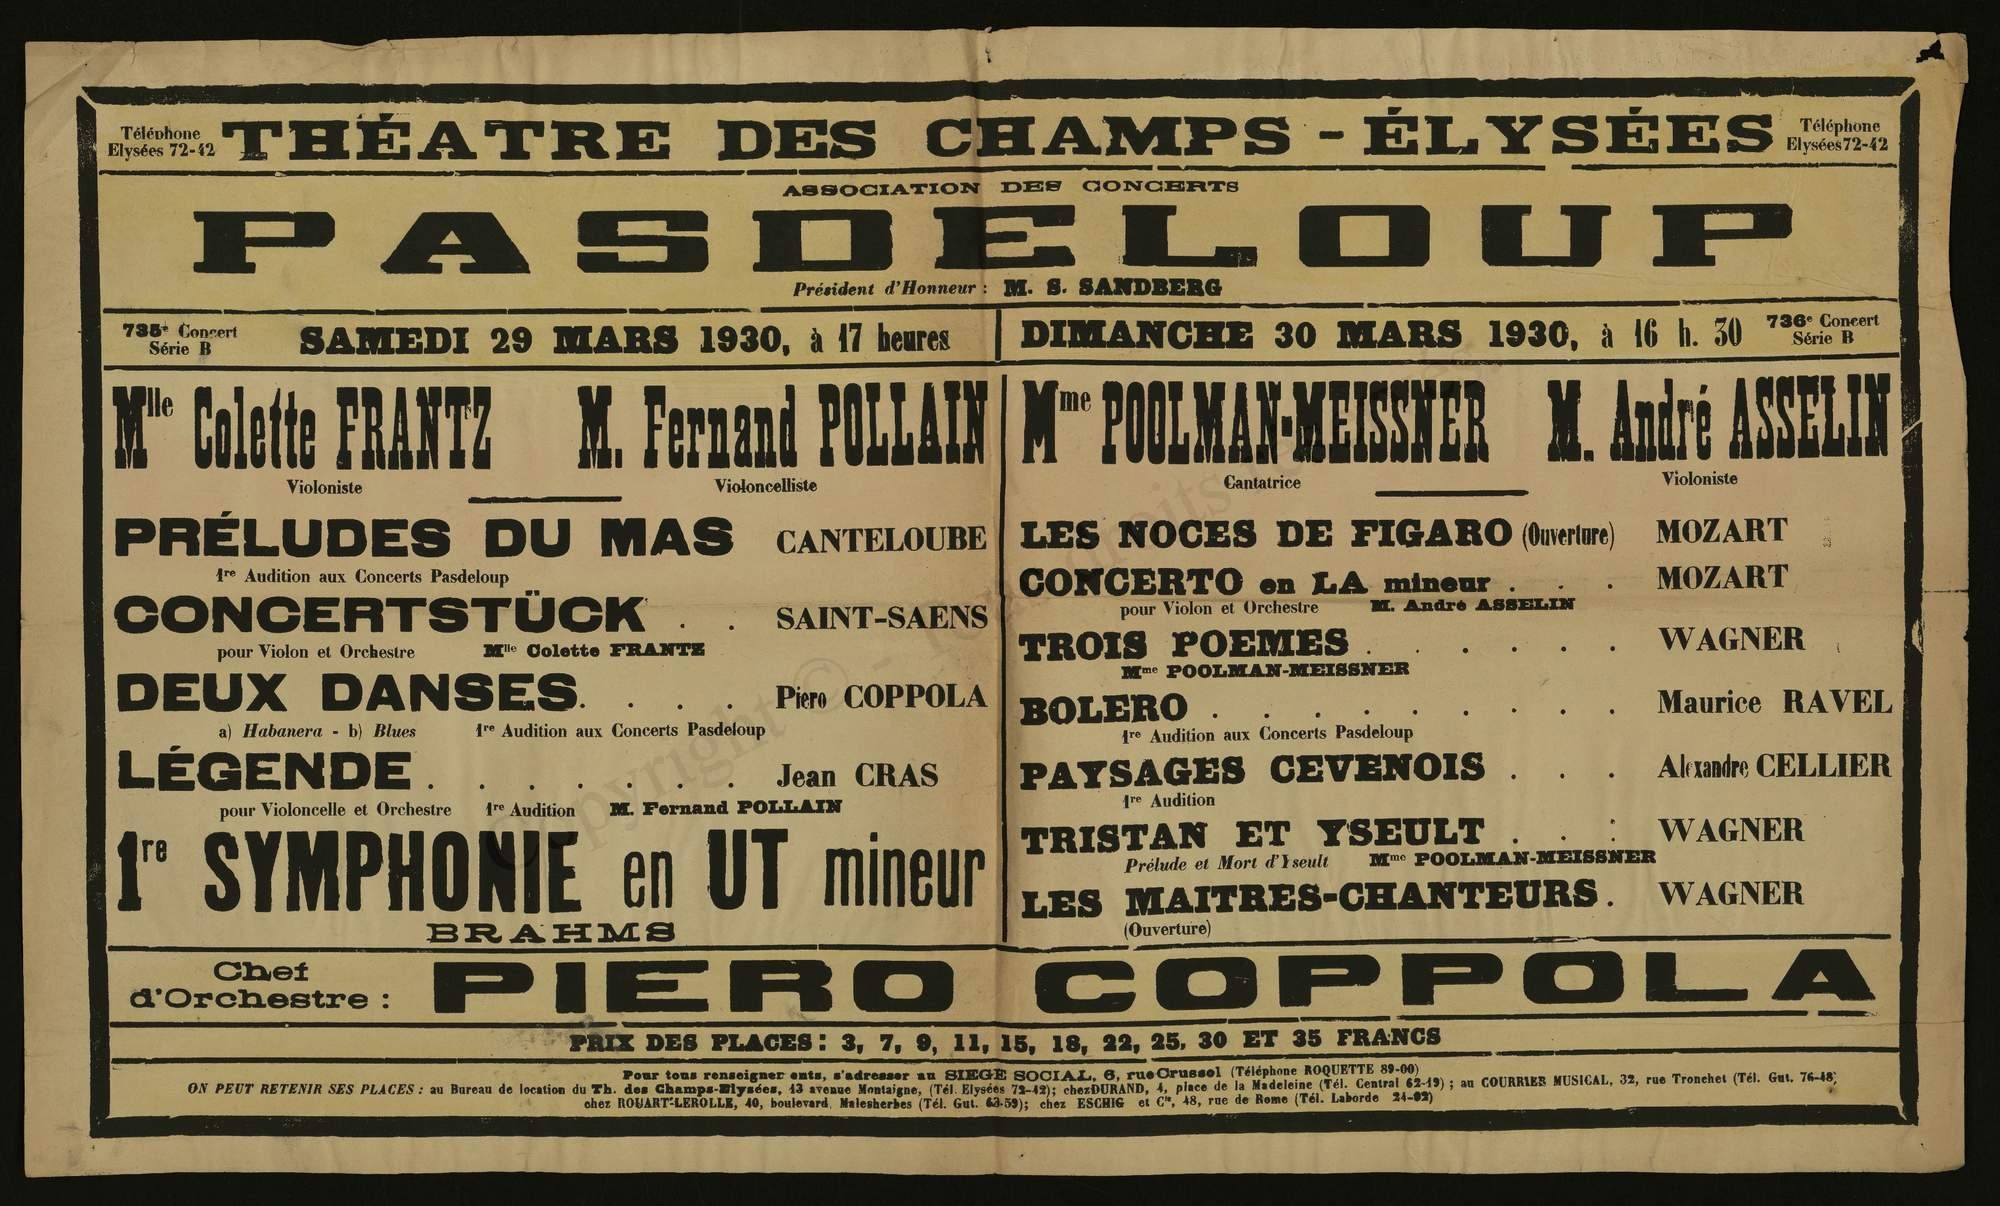 Téléphone
Elysées 72-42
THÉATRE DES CHAMPS-ÉLYSÉES
Téléphone
Elysées 72-42
ASSOCIATION DES CONCERTS
PASDELOUP
Président d'Honneur : M. S. SANDBERG
735e Concert
Série B
SAMEDI 29 MARS 1930, à 17 heures
Mlle Colette FRANTZ M. Fernand POLLAIN
Violoniste Violoncelliste
PRÉLUDES DU MAS CANTELOUBE
1re Audition aux Concerts Pasdeloup
CONCERTSTÜCK . . SAINT-SAENS
pour Violon et Orchestre Mlle Colette FRANTZ
DEUX DANSES. . . . . Piero COPPOLA
a) Habanera - b) Blues 1re Audition aux Concerts Pasdeloup
LÉGENDE . . . . . . . Jean CRAS
pour Violoncelle et Orchestre 1re Audition M. Fernand POLLAIN
1re SYMPHONIE en UT mineur
BRAHMS
DIMANCHE 30 MARS 1930, à 16 h. 30
736e Concert
Série B
Mme POOLMAN-MEISSNER M. André ASSELIN
Cantatrice Violoniste
LES NOCES DE FIGARO (Ouverture) MOZART
CONCERTO en LA mineur . . . MOZART
pour Violon et Orchestre M. André ASSELIN
TROIS POEMES . . . . . . WAGNER
Mme POOLMAN-MEISSNER
BOLERO . . . . . . . . . . Maurice RAVEL
1re Audition aux Concerts Pasdeloup
PAYSAGES CEVENOIS . . . Alexandre CELLIER
1re Audition
TRISTAN ET YSEULT . . : WAGNER
Prélude et Mort d'Yseult Mme POOLMAN-MEISSNER
LES MAITRES-CHANTEURS . WAGNER
(Ouverture)
Chef
d'Orchestre :
PIERO COPPOLA
PRIX DES PLACES : 3, 7, 9, 11, 15, 18, 22, 25, 30 ET 35 FRANCS
Pour tous renseigner ents, s'adresser au SIEGE SOCIAL, 6, rue Crussol (Téléphone ROQUETTE 89-00)
ON PEUT RETENIR SES PLACES : au Bureau de location du Th. des Champs-Elysées, 13 avenue Montaigne, (Tél. Elysées 72-42); chez DURAND, 4, place de la Madeleine (Tél. Central 62-19) ; au COURRIER MUSICAL, 32, rue Tronchet (Tél. Gut. 76-48;
chez ROUART-LEROLLE, 40, boulevard Malesherbes (Tél. Gut. 63-59); chez ESCHIG et Cie, 48, rue de Rome (Tél. Laborde 24-02)